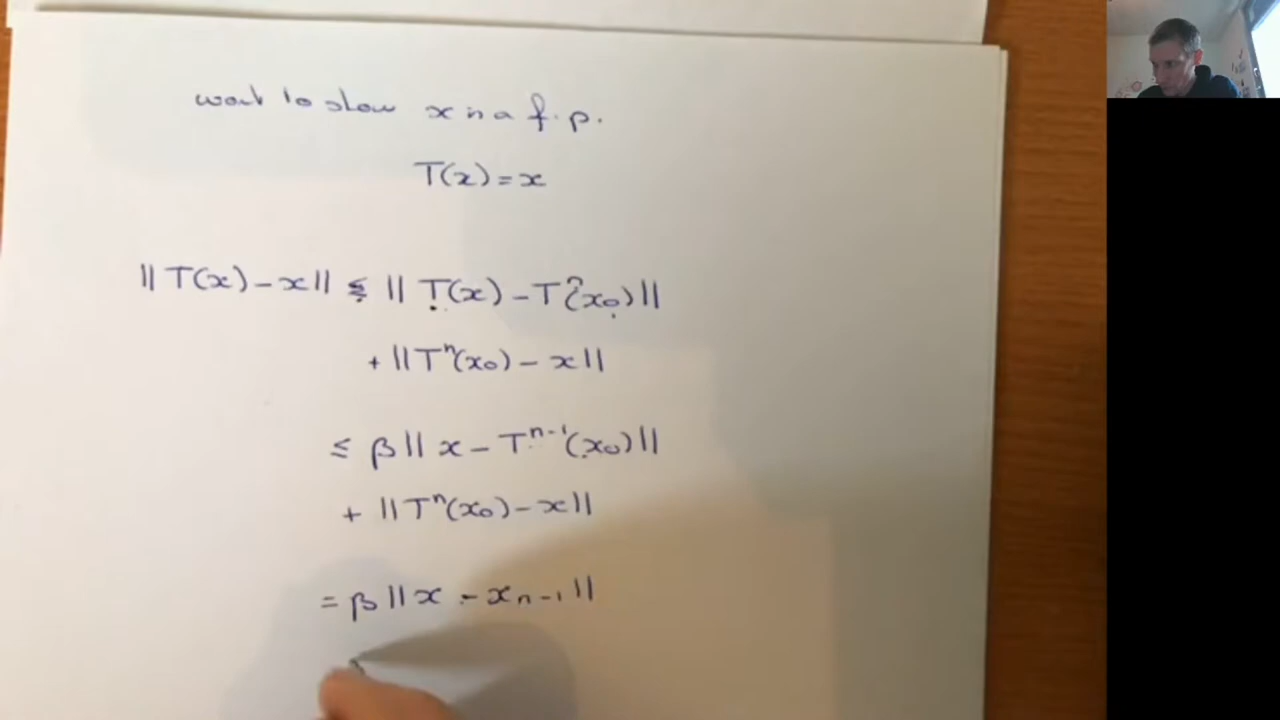 want to show x is a f.p.
T(x) = x
||T(x) - x|| ≤ ||T(x) - Tⁿ(x₀)||
+ ||Tⁿ(x₀) - x||
≤ β||x - Tⁿ⁻¹(x₀)||
+ ||Tⁿ(x₀) - x||
= β||x - xₙ₋₁||